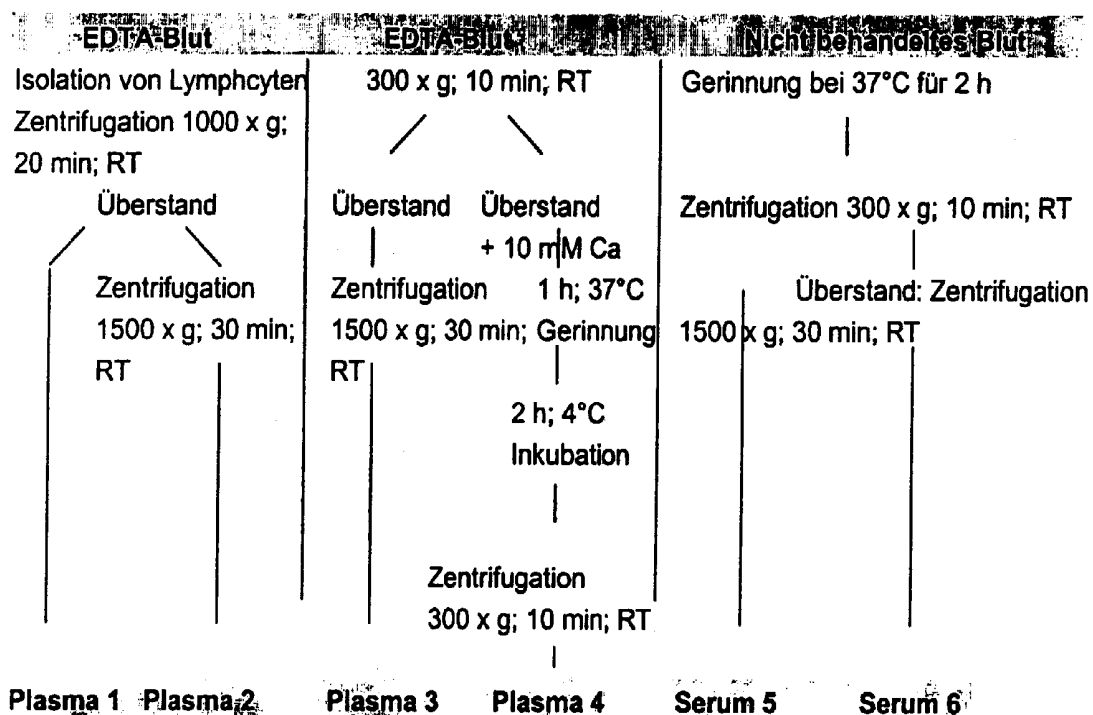 EDTA-Blut
EDTA-Blut
Nicht behandeltes Blut
Isolation von Lymphcyten
Zentrifugation 1000 x g;
20 min; RT
Überstand
Zentrifugation
1500 x g; 30 min;
RT
300 x g; 10 min; RT
Überstand
Zentrifugation
1500 x g; 30 min;
RT
Überstand
+ 10 mM Ca
1 h; 37°C
Gerinnung
2 h; 4°C
Inkubation
Zentrifugation
300 x g; 10 min; RT
Gerinnung bei 37°C für 2 h
Zentrifugation 300 x g; 10 min; RT
Überstand: Zentrifugation
1500 x g; 30 min; RT
Plasma 1
Plasma 2
Plasma 3
Plasma 4
Serum 5
Serum 6